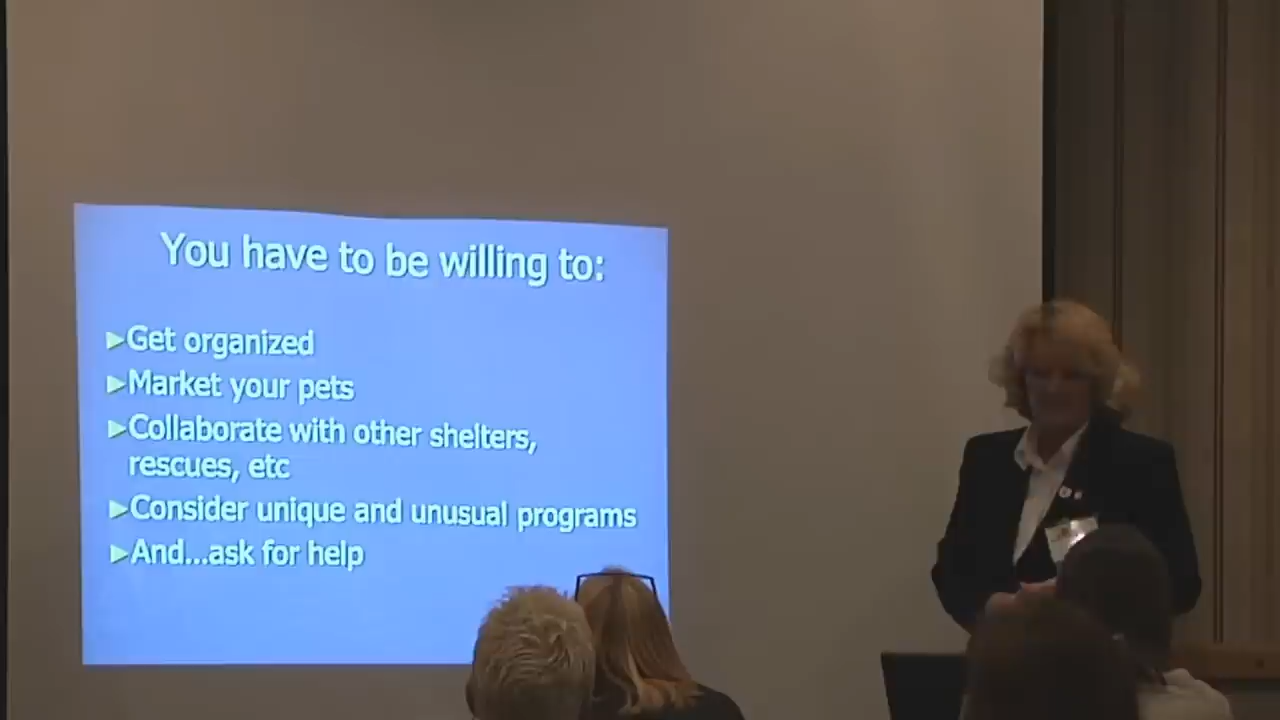 You have to be willing to:
►Get organized
►Market your pets
►Collaborate with other shelters,
rescues, etc
►Consider unique and unusual programs
►And...ask for help